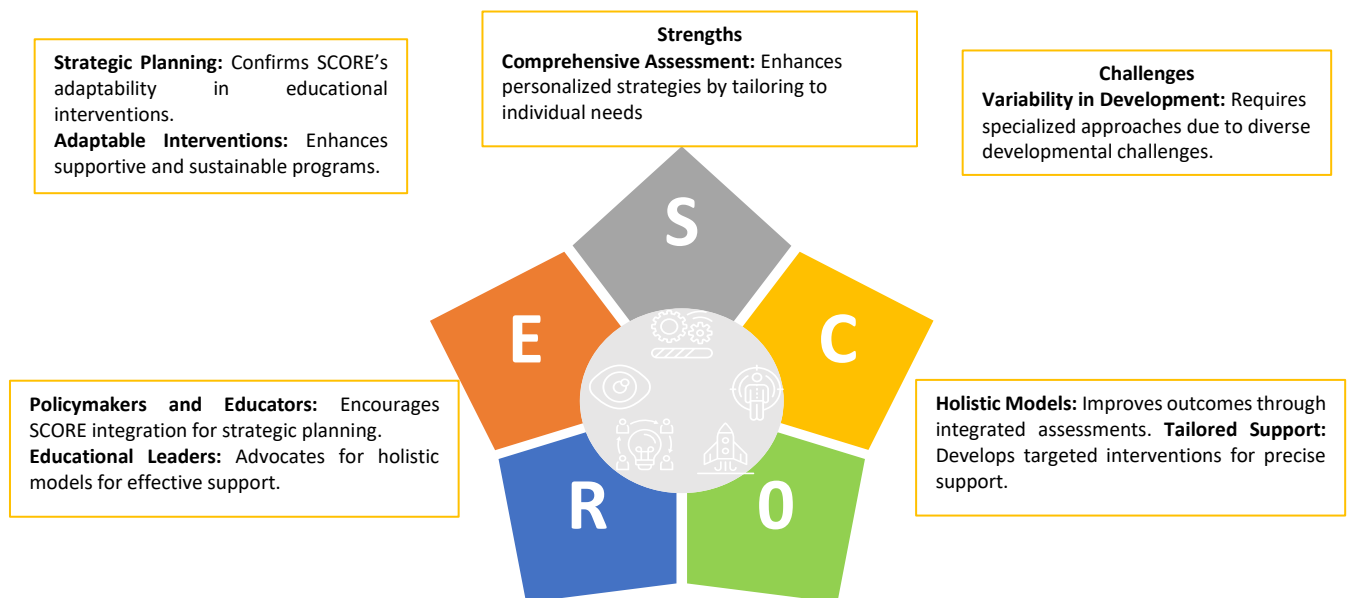 Strategic Planning: Confirms SCORE’s
adaptability in educational
interventions.
Adaptable Interventions: Enhances
supportive and sustainable programs.
Strengths
Comprehensive Assessment: Enhances
personalized strategies by tailoring to
individual needs
Challenges
Variability in Development: Requires
specialized approaches due to diverse
developmental challenges.
S
E
C
Policymakers and Educators: Encourages
SCORE integration for strategic planning.
Educational Leaders: Advocates for holistic
models for effective support.
Holistic Models: Improves outcomes through
integrated assessments. Tailored Support:
Develops targeted interventions for precise
support.
R
0